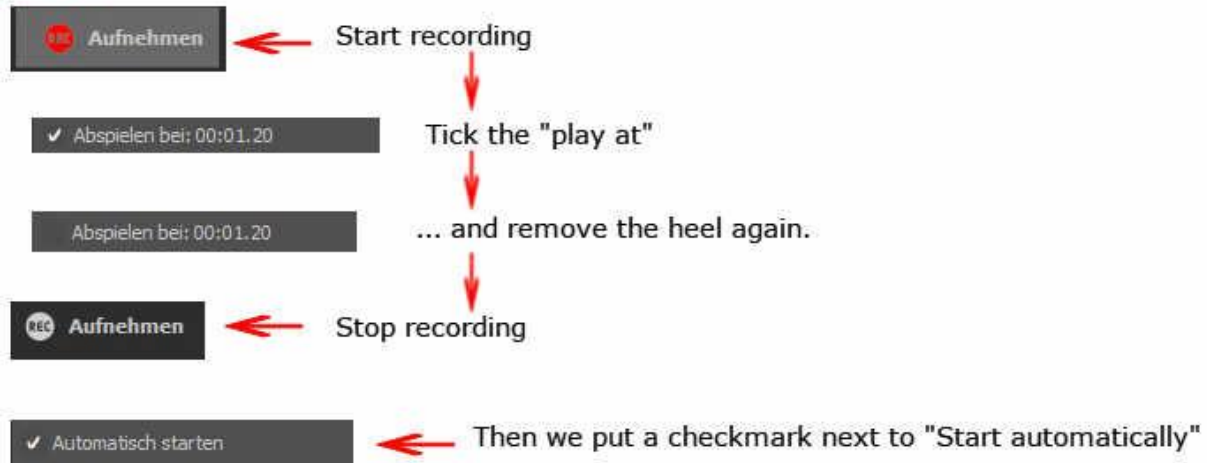 REC Aufnehmen Start recording
✔ Abspielen bei: 00:01.20 Tick the "play at"
Abspielen bei: 00:01.20 ... and remove the heel again.
REC Aufnehmen Stop recording
✔ Automatisch starten Then we put a checkmark next to "Start automatically"